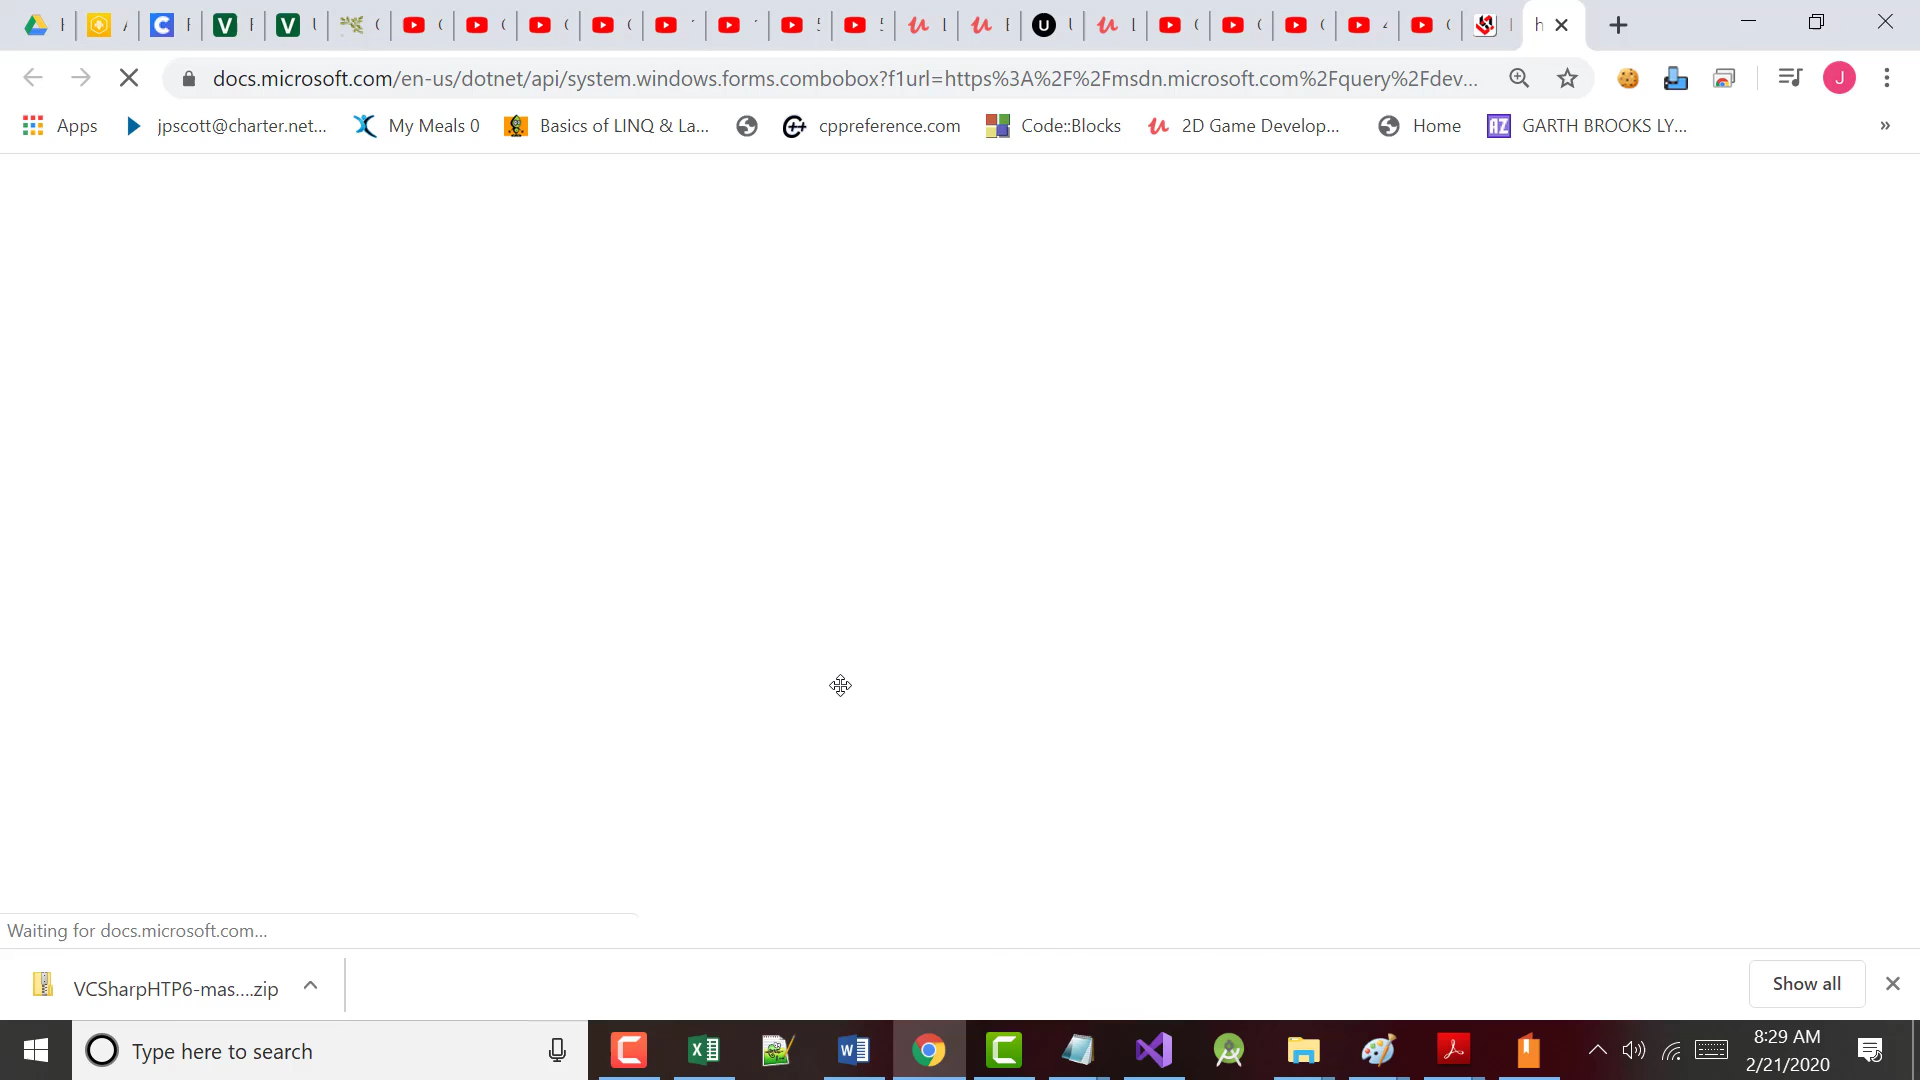 docs.microsoft.com/en-us/dotnet/api/system.windows.forms.combobox?f1url=https%3A%2F%2Fmsdn.microsoft.com%2Fquery%2Fdev...
J
Apps
jpscott@charter.net...
My Meals 0
Basics of LINQ & La...
cppreference.com
Code::Blocks
2D Game Develop...
Home
GARTH BROOKS LY...
»
Waiting for docs.microsoft.com...
VCSharpHTP6-mas....zip
Show all
Type here to search
8:29 AM
2/21/2020